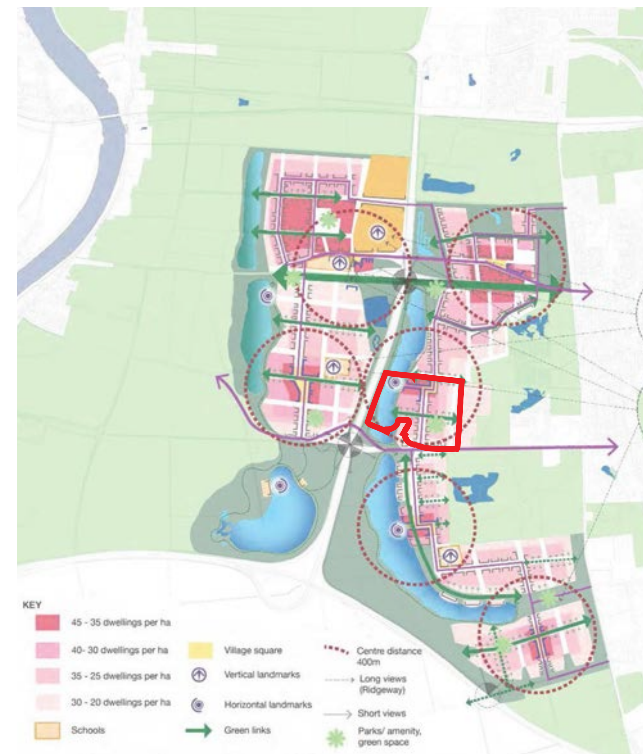 KEY
45 - 35 dwellings per ha
40- 30 dwellings per ha
35 - 25 dwellings per ha
30 - 20 dwellings per ha
Schools
Village square
Vertical landmarks
Horizontal landmarks
Green links
Centre distance
400m
Long views
(Ridgeway)
Short views
Parks/ amenity,
green space